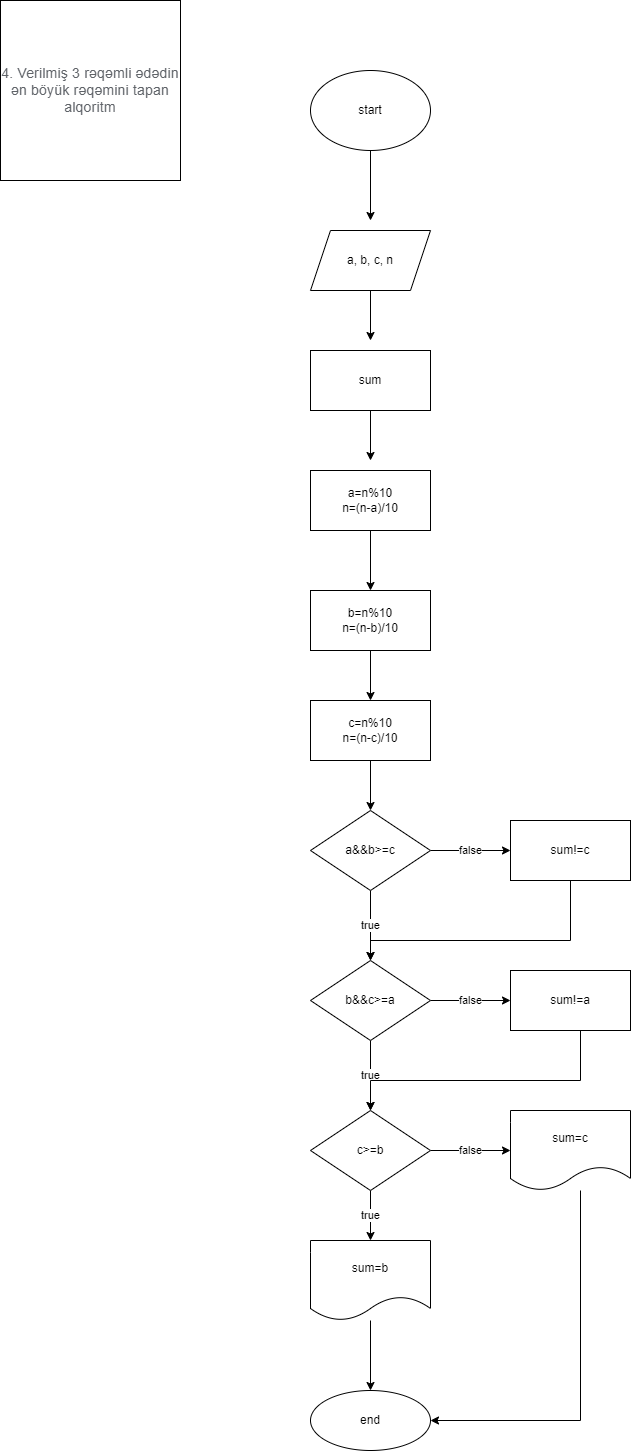 4. Verilmiş 3 rəqəmli ədədin
ən böyük rəqəmini tapan
alqoritm
start
a, b, c, n
sum
a=n%10
n=(n-a)/10
b=n%10
n=(n-b)/10
c=n%10
n=(n-c)/10
a&&b>=c
false
sum!=c
true
b&&c>=a
false
sum!=a
true
c>=b
false
sum=c
true
sum=b
end